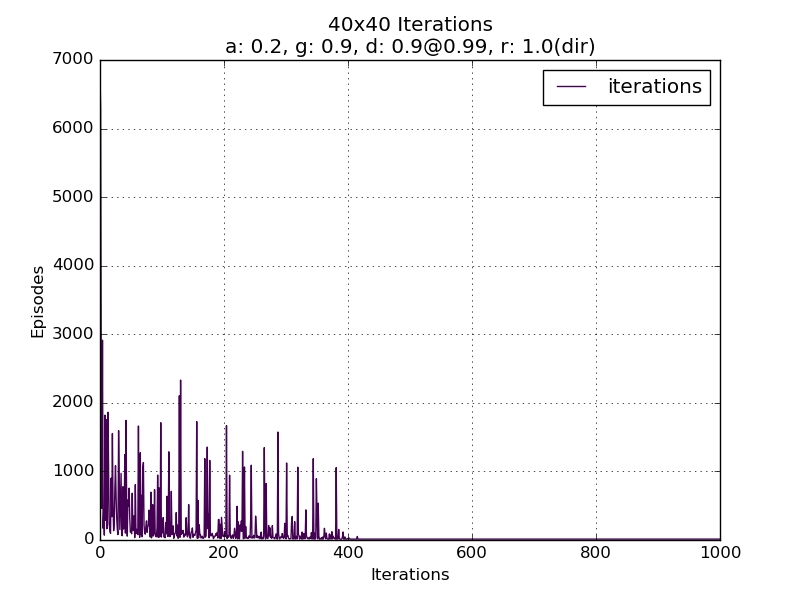 40x40 Iterations
a: 0.2, g: 0.9, d: 0.9@0.99, r: 1.0(dir)
7000
6000
5000
4000
3000
2000
1000
0
Episodes
iterations
0 200 400 600 800 1000
Iterations